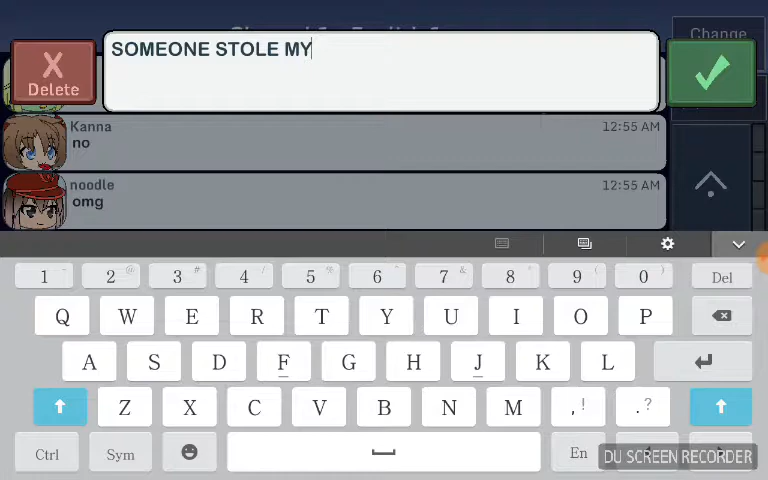 Change
SOMEONE STOLE MY
X
Delete
Kanna
12:55 AM
no
noodle
12:55 AM
omg
1 2 @ 3 # 4 / 5 % 6 ^ 7 & 8 * 9 ( 0 ) Del
Q W E R T Y U I O P
A S D F G H J K L
Z X C V B N M , ! . ?
Ctrl Sym En
DU SCREEN RECORDER